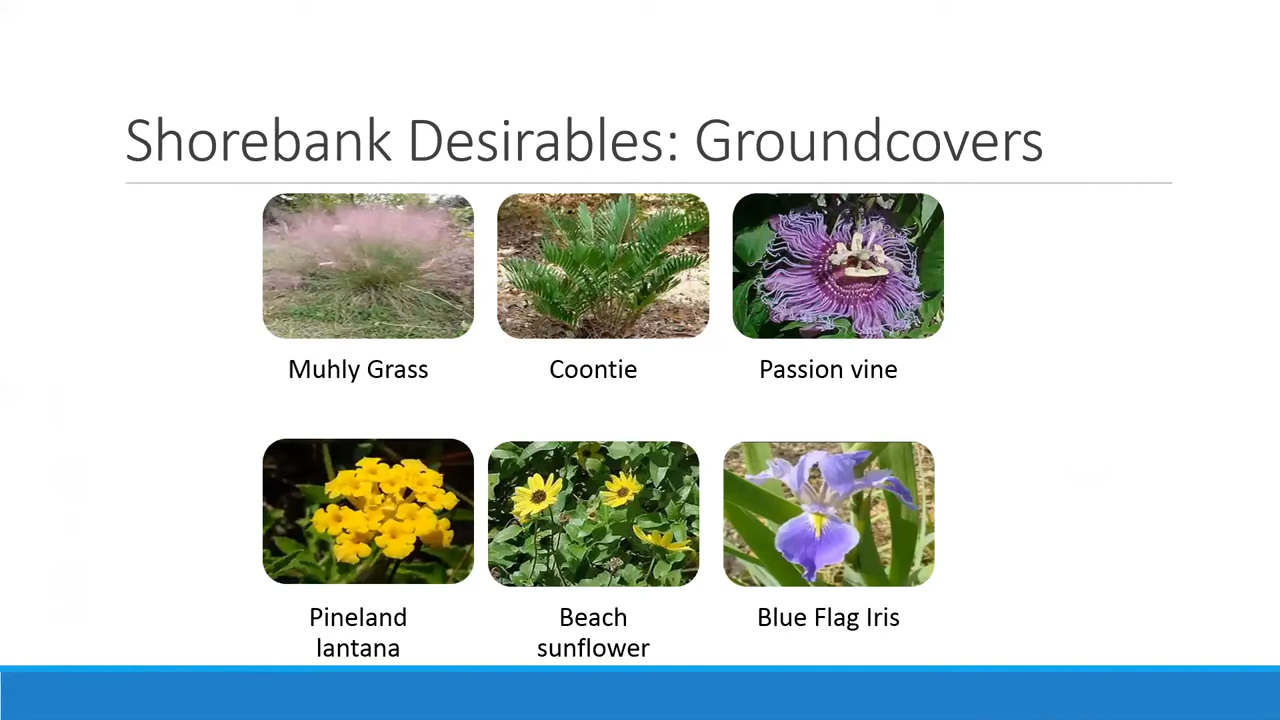 Shorebank Desirables: Groundcovers
Muhly Grass
Coontie
Passion vine
Pineland
lantana
Beach
sunflower
Blue Flag Iris